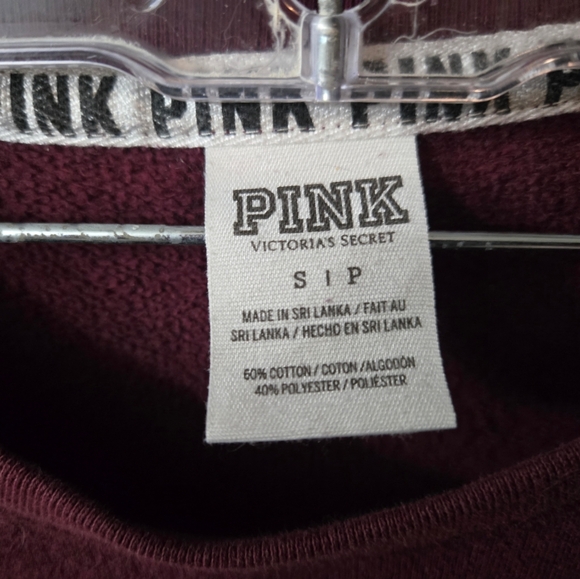 INK PINK PINK P
PINK
VICTORIA'S SECRET
S | P
MADE IN SRI LANKA / FAIT AU
SRI LANKA / HECHO EN SRI LANKA
60% COTTON / COTON / ALGODÓN
40% POLYESTER / POLIÉSTER